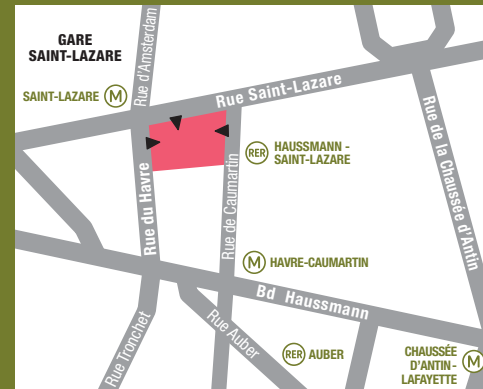 GARE
SAINT-LAZARE
Rue d'Amsterdam
SAINT-LAZARE M
Rue Saint-Lazare
RER HAUSSMANN -
SAINT-LAZARE
Rue de la Chaussée d'Antin
Rue du Havre
Rue de Caumartin
M HAVRE-CAUMARTIN
Bd Haussmann
Rue Tronchet
Rue Auber
RER AUBER
CHAUSSÉE
D'ANTIN-
LAFAYETTE M